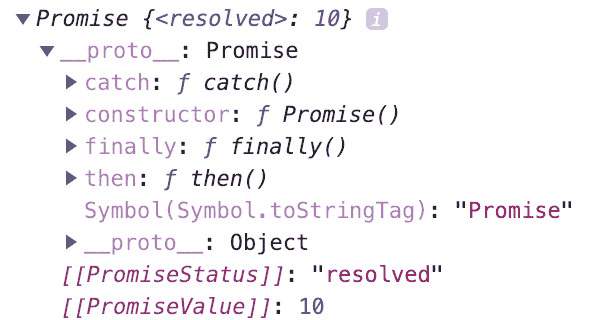 ▼Promise {<resolved>: 10} i
▼__proto__: Promise
▶catch: ƒ catch()
▶constructor: ƒ Promise()
▶finally: ƒ finally()
▶then: ƒ then()
Symbol(Symbol.toStringTag): "Promise"
▶__proto__: Object
[[PromiseStatus]]: "resolved"
[[PromiseValue]]: 10